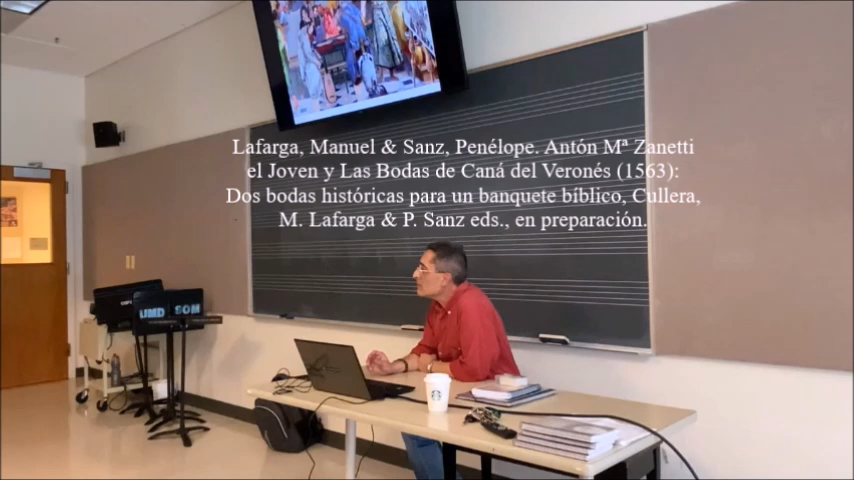 Lafarga, Manuel & Sanz, Penélope. Antón Mª Zanetti
el Joven y Las Bodas de Caná del Veronés (1563):
Dos bodas históricas para un banquete bíblico, Cullera,
M. Lafarga & P. Sanz eds., en preparación.
UMD SOM